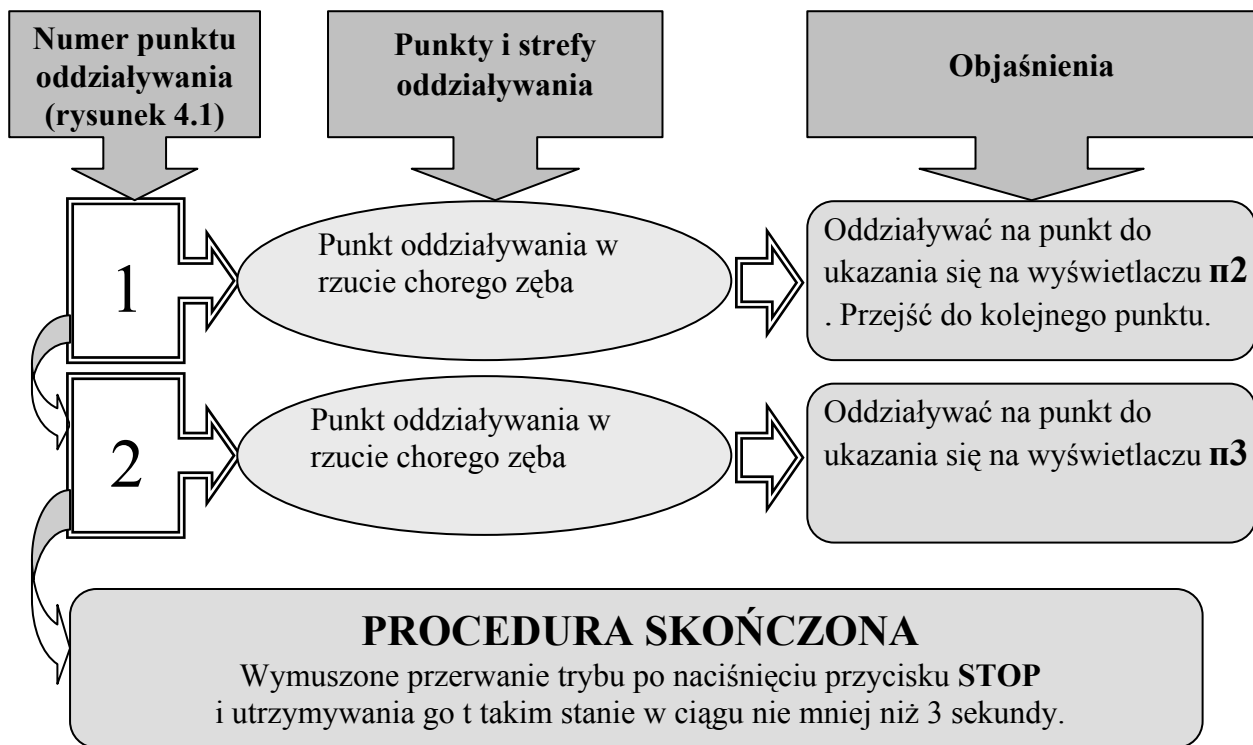 Numer punktu
oddziaływania
(rysunek 4.1)
Punkty i strefy
oddziaływania
Objaśnienia
1
Punkt oddziaływania w
rzucie chorego zęba
Oddziaływać na punkt do
ukazania się na wyświetlaczu п2
. Przejść do kolejnego punktu.
2
Punkt oddziaływania w
rzucie chorego zęba
Oddziaływać na punkt do
ukazania się na wyświetlaczu п3
PROCEDURA SKOŃCZONA
Wymuszone przerwanie trybu po naciśnięciu przycisku STOP
i utrzymywania go t takim stanie w ciągu nie mniej niż 3 sekundy.